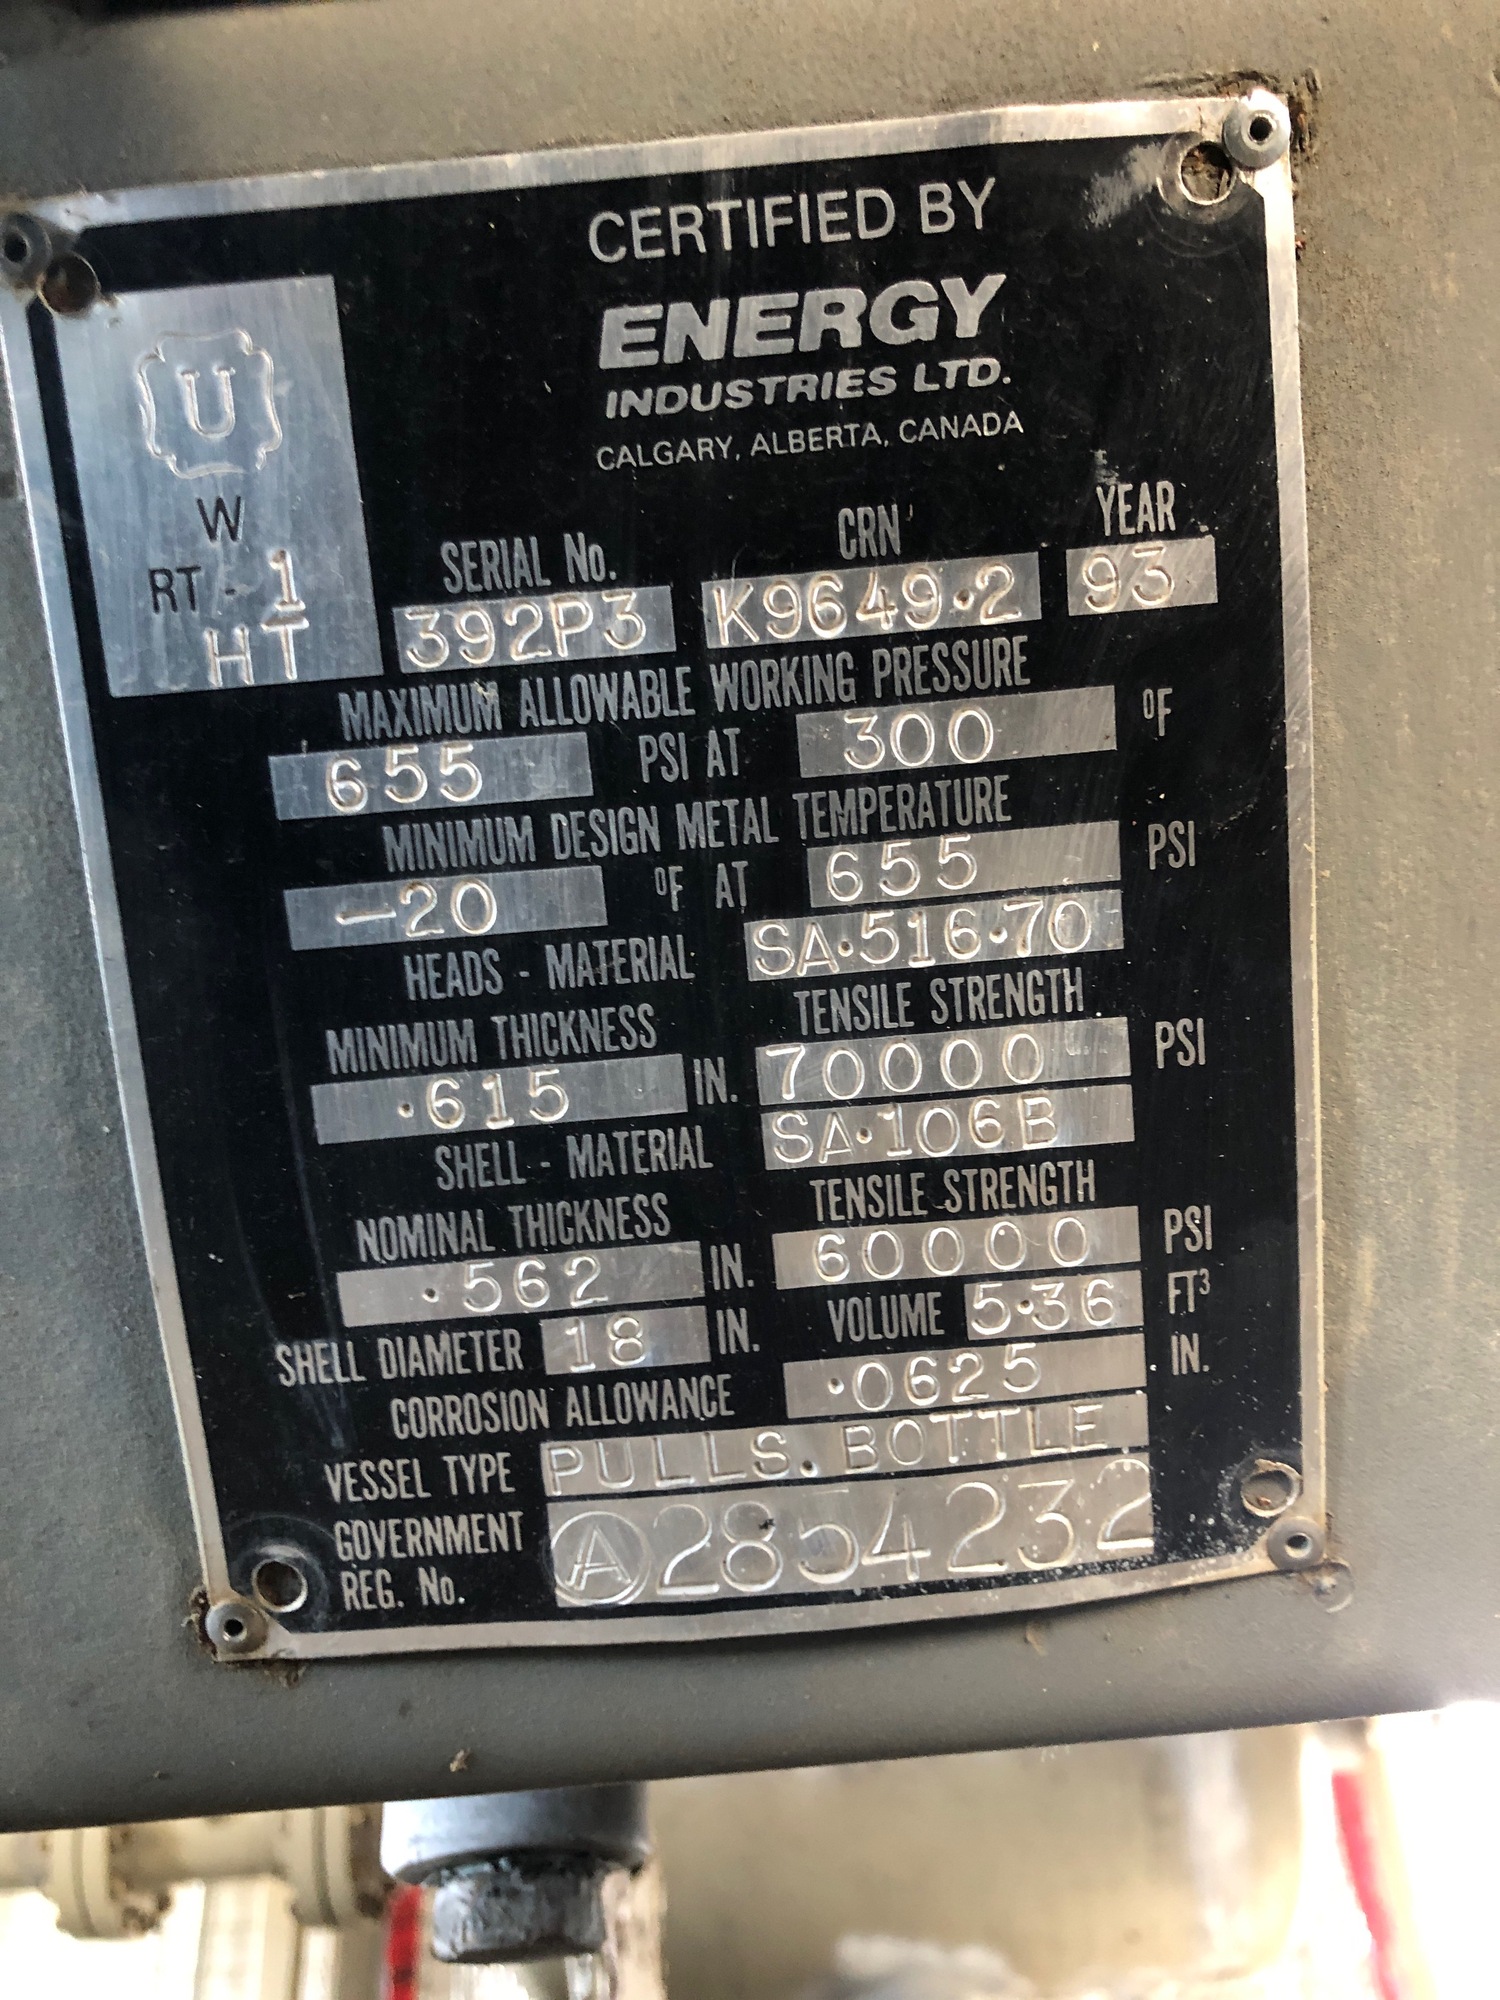 CERTIFIED BY
ENERGY
INDUSTRIES LTD.
CALGARY, ALBERTA, CANADA
U
W
RT - 1
HT
SERIAL No. CRN YEAR
392P3 K9649.2 93
MAXIMUM ALLOWABLE WORKING PRESSURE
655 PSI AT 300 °F
MINIMUM DESIGN METAL TEMPERATURE
-20 °F AT 655 PSI
HEADS - MATERIAL SA.516.70
MINIMUM THICKNESS TENSILE STRENGTH
.615 IN. 70000 PSI
SHELL - MATERIAL SA.106B
NOMINAL THICKNESS TENSILE STRENGTH
.562 IN. 60000 PSI
SHELL DIAMETER 18 IN. VOLUME 5.36 FT³
CORROSION ALLOWANCE .0625 IN.
VESSEL TYPE PULLS. BOTTLE
GOVERNMENT
REG. No. Ⓐ2854232